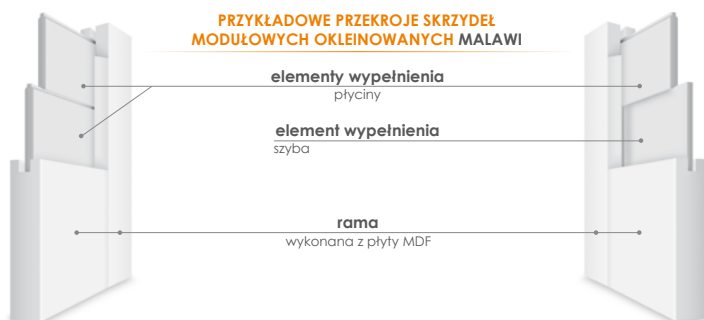 PRZYKŁADOWE PRZEKROJE SKRZYDEŁ
MODUŁOWYCH OKLEINOWANYCH MALAWI
elementy wypełnienia
płyciny
element wypełnienia
szyba
rama
wykonana z płyty MDF